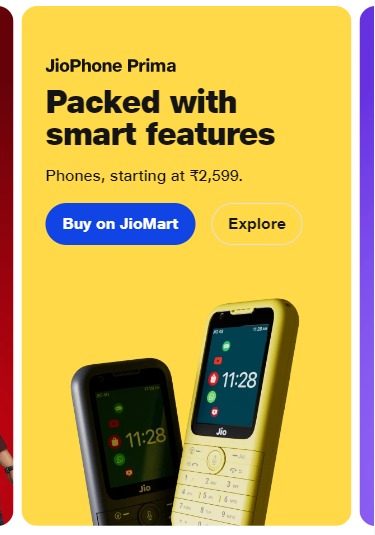 JioPhone Prima
Packed with
smart features
Phones, starting at ₹2,599.
Buy on JioMart
Explore
11:28
Jio
11:28
Jio